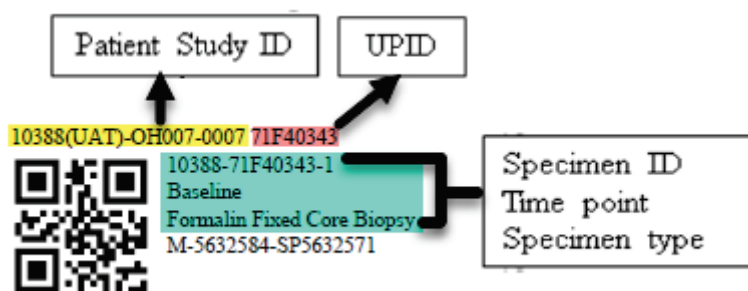 Patient Study ID
UPID
10388(UAT)-OH007-0007 71F40343
10388-71F40343-1
Baseline
Formalin Fixed Core Biopsy
M-5632584-SP5632571
Specimen ID
Time point
Specimen type